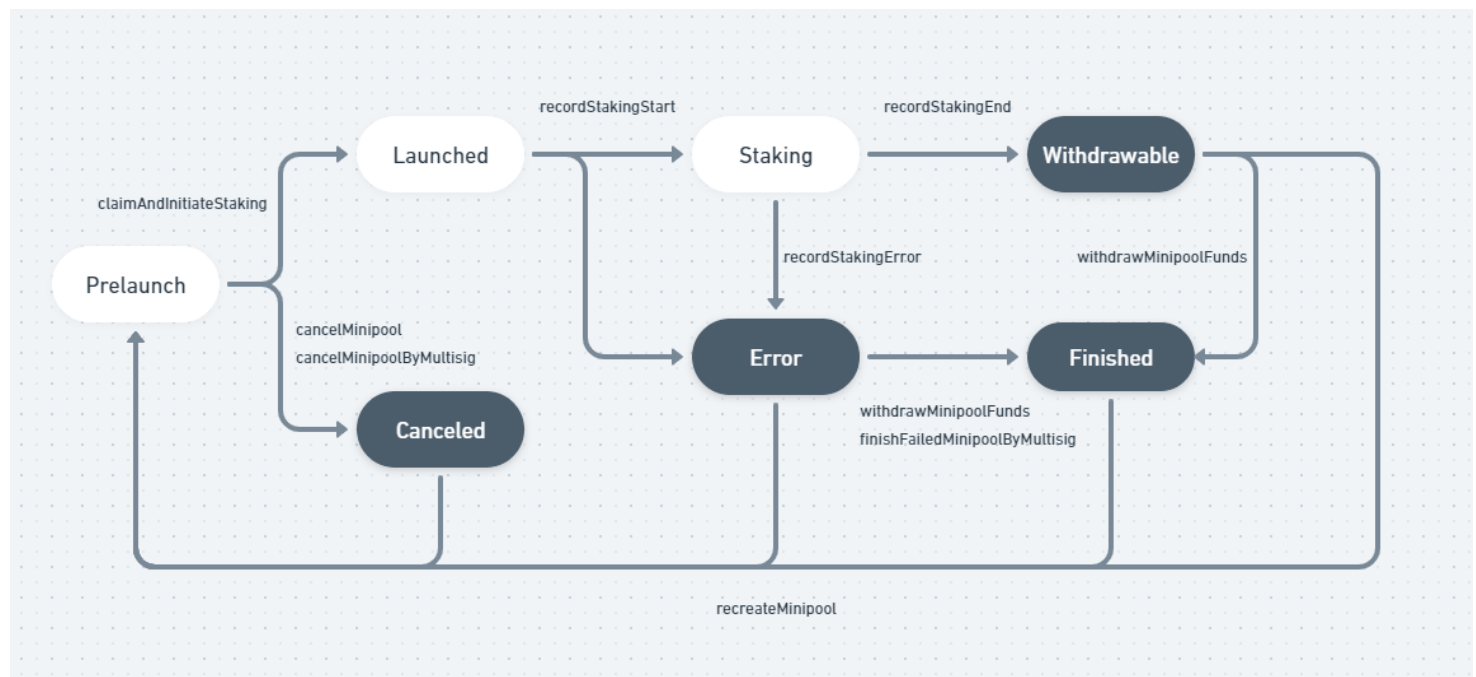 recordStakingStart
recordStakingEnd
Launched
Staking
Withdrawable
claimAndInitiateStaking
recordStakingError
withdrawMinipoolFunds
Prelaunch
cancelMinipool
cancelMinipoolByMultisig
Error
Finished
withdrawMinipoolFunds
finishFailedMinipoolByMultisig
Canceled
recreateMinipool